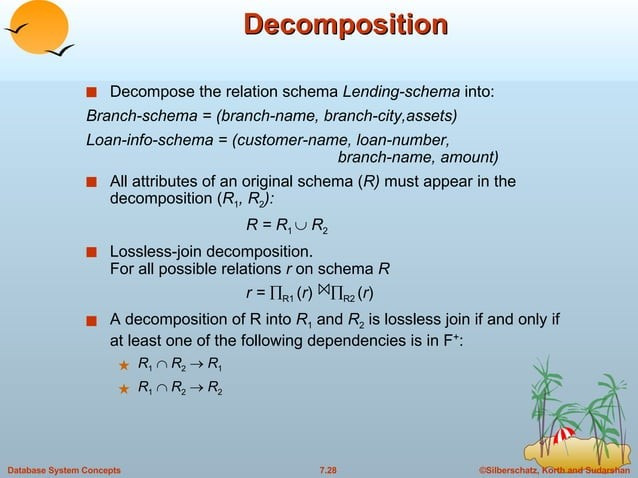 Decomposition
■ Decompose the relation schema Lending-schema into:
Branch-schema = (branch-name, branch-city,assets)
Loan-info-schema = (customer-name, loan-number,
branch-name, amount)
■ All attributes of an original schema (R) must appear in the
decomposition (R₁, R₂):
R = R₁ ∪ R₂
■ Lossless-join decomposition.
For all possible relations r on schema R
r = ∏R1 (r) ⋈ ∏R2 (r)
■ A decomposition of R into R₁ and R₂ is lossless join if and only if
at least one of the following dependencies is in F⁺:
★ R₁ ∩ R₂ → R₁
★ R₁ ∩ R₂ → R₂
Database System Concepts 7.28 ©Silberschatz, Korth and Sudarshan